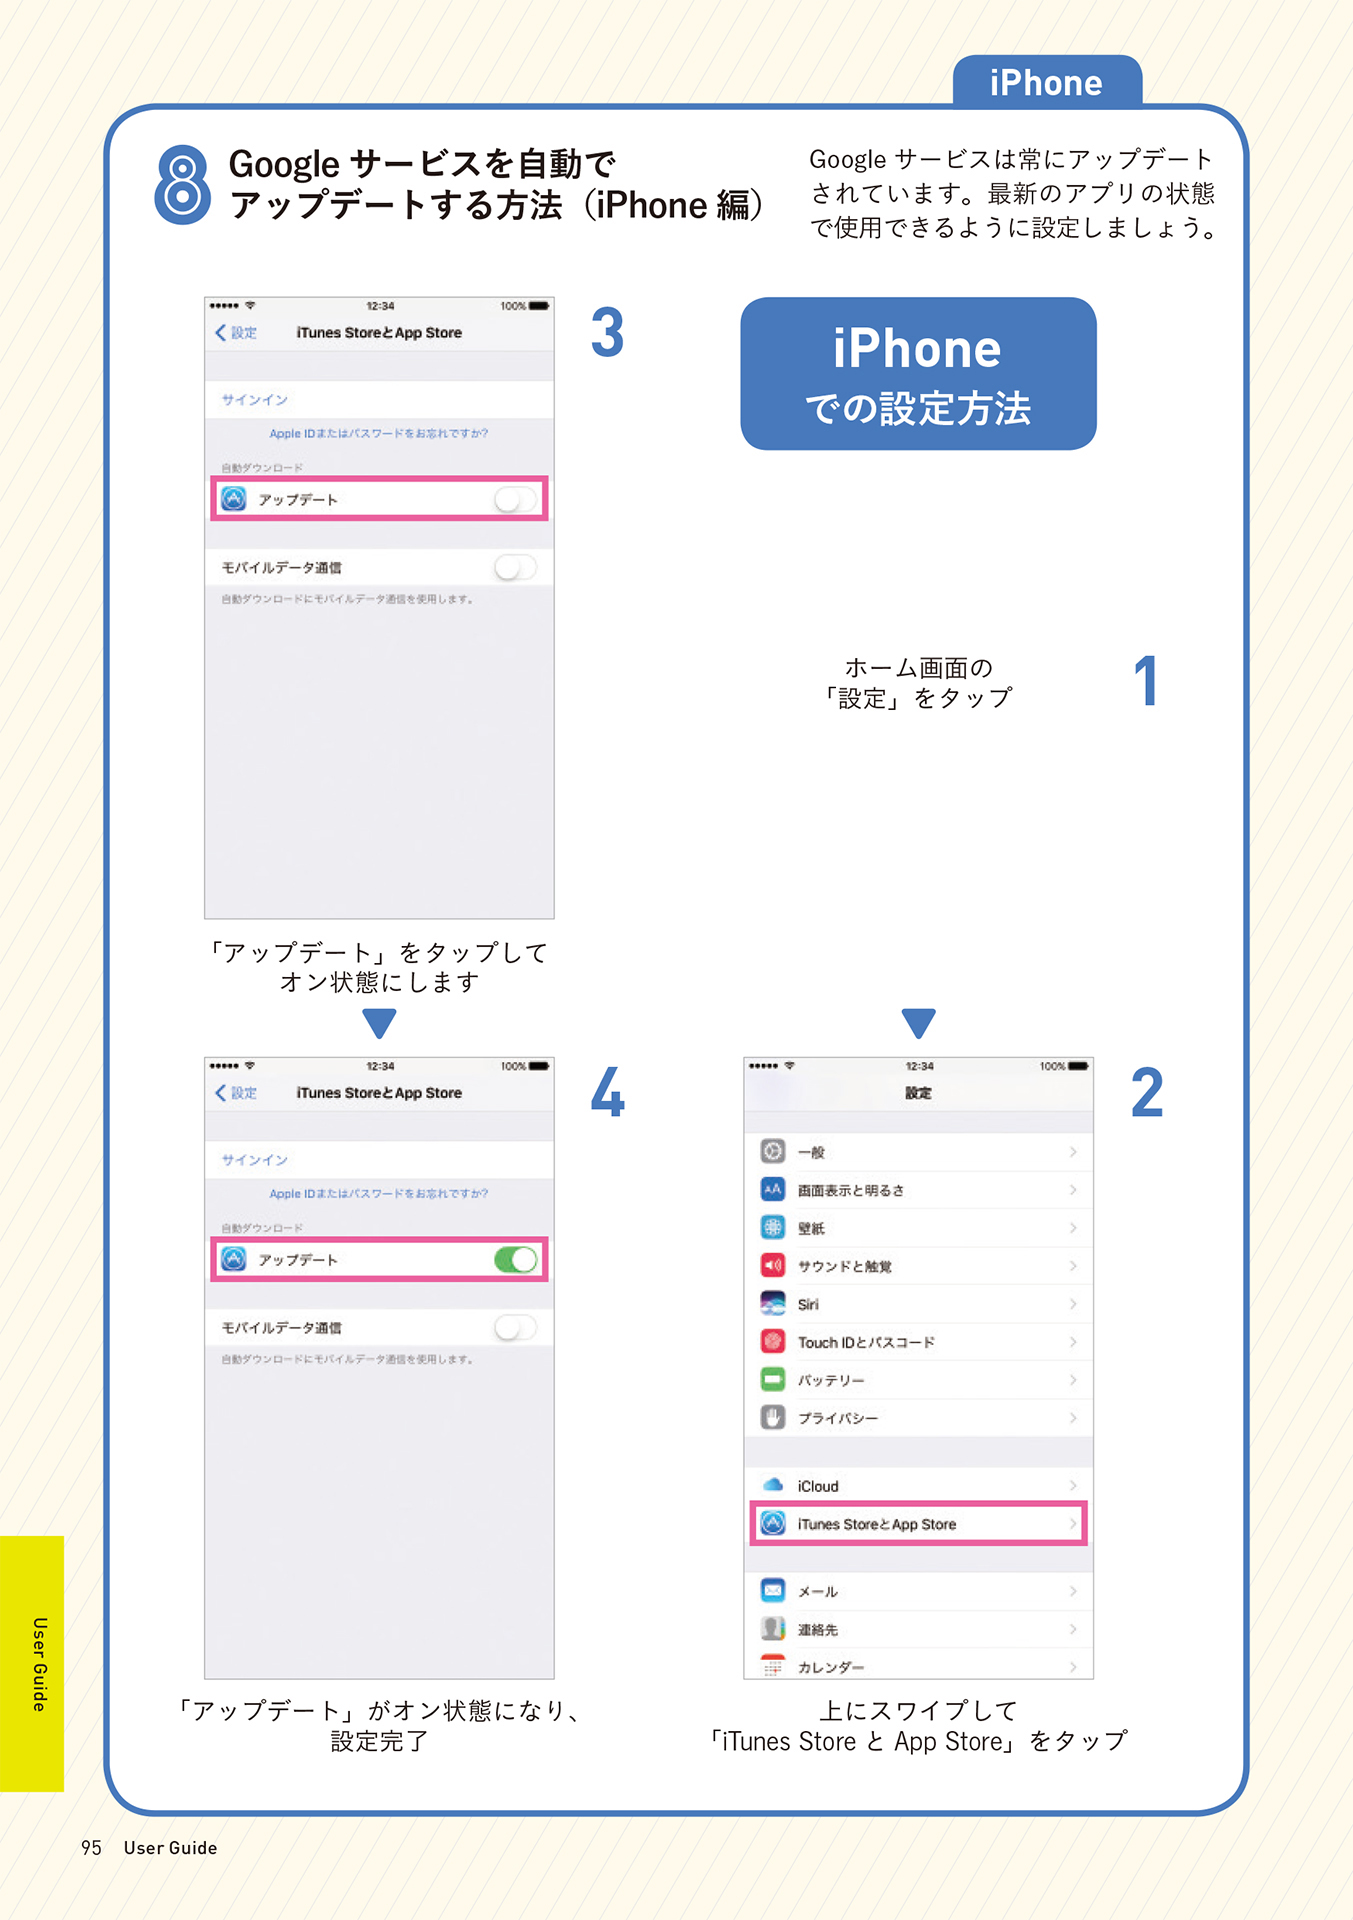 iPhone
8
Google サービスを自動で
アップデートする方法（iPhone 編）
Google サービスは常にアップデート
されています。最新のアプリの状態
で使用できるように設定しましょう。
iPhone
での設定方法
1
ホーム画面の
「設定」をタップ
2
12:34
100%
設定
一般
画面表示と明るさ
壁紙
サウンドと触覚
Siri
Touch IDとパスコード
バッテリー
プライバシー
iCloud
iTunes StoreとApp Store
メール
連絡先
カレンダー
上にスワイプして
「iTunes Store と App Store」をタップ
3
12:34
100%
設定
iTunes StoreとApp Store
サインイン
Apple IDまたはパスワードをお忘れですか?
自動ダウンロード
アップデート
モバイルデータ通信
自動ダウンロードにモバイルデータ通信を使用します。
「アップデート」をタップして
オン状態にします
4
12:34
100%
設定
iTunes StoreとApp Store
サインイン
Apple IDまたはパスワードをお忘れですか?
自動ダウンロード
アップデート
モバイルデータ通信
自動ダウンロードにモバイルデータ通信を使用します。
「アップデート」がオン状態になり、
設定完了
User Guide
95 User Guide